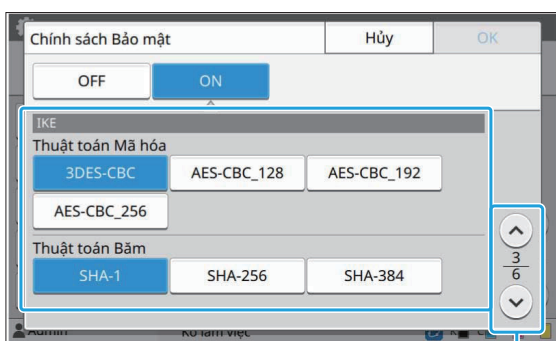 Chính sách Bảo mật Hủy OK
OFF ON
IKE
Thuật toán Mã hóa
3DES-CBC AES-CBC_128 AES-CBC_192
AES-CBC_256
Thuật toán Băm
3
6
SHA-1 SHA-256 SHA-384
Admin